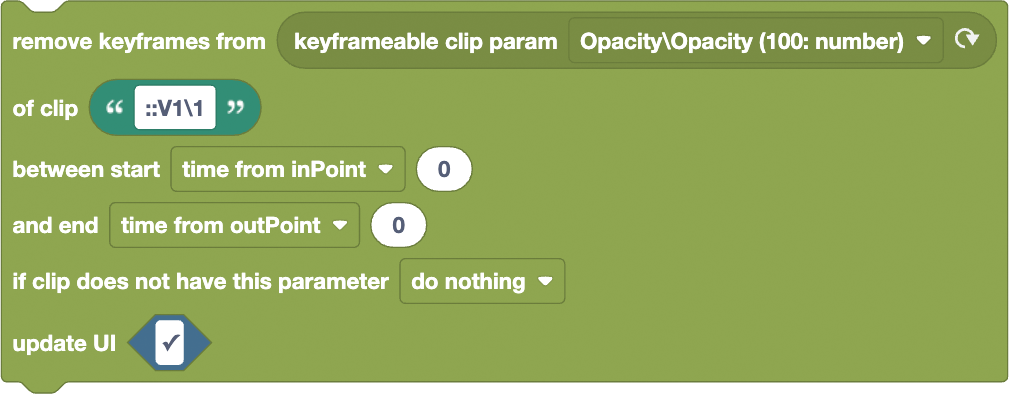 remove keyframes from keyframeable clip param Opacity\Opacity (100: number)
of clip “ ::V1\1 ”
between start time from inPoint 0
and end time from outPoint 0
if clip does not have this parameter do nothing
update UI ✓